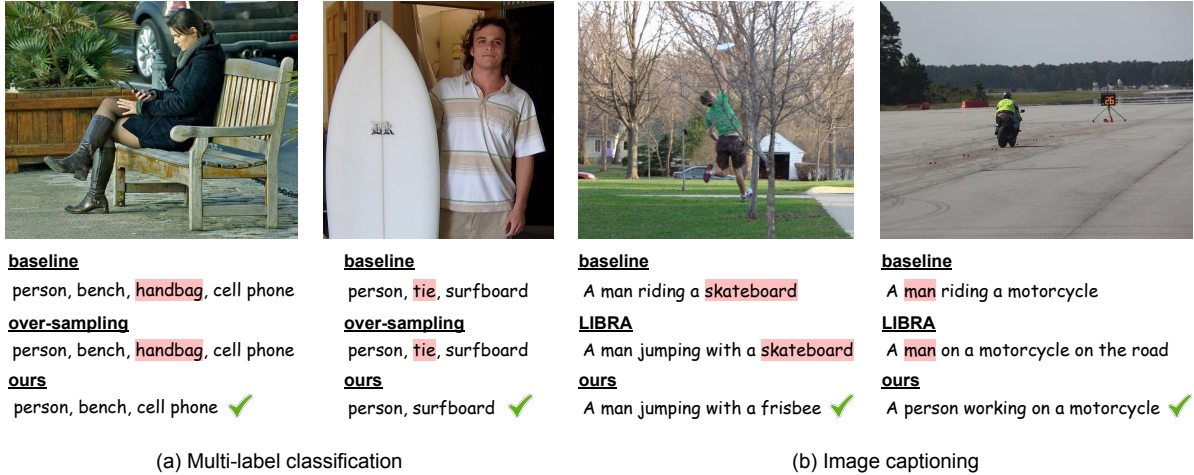 26
baseline
person, bench, handbag, cell phone
over-sampling
person, bench, handbag, cell phone
ours
person, bench, cell phone
baseline
person, tie, surfboard
over-sampling
person, tie, surfboard
ours
person, surfboard
(a) Multi-label classification
baseline
A man riding a skateboard
LIBRA
A man jumping with a skateboard
ours
A man jumping with a frisbee
baseline
A man riding a motorcycle
LIBRA
A man on a motorcycle on the road
ours
A person working on a motorcycle
(b) Image captioning